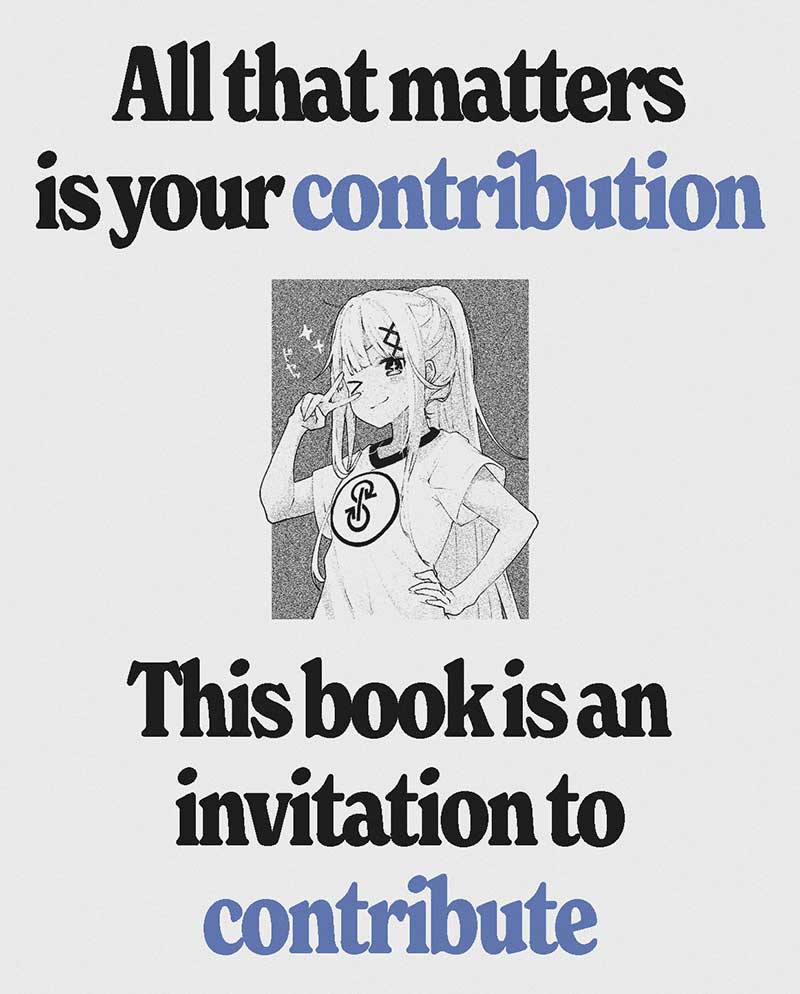 All that matters
is your contribution
This book is an
invitation to
contribute